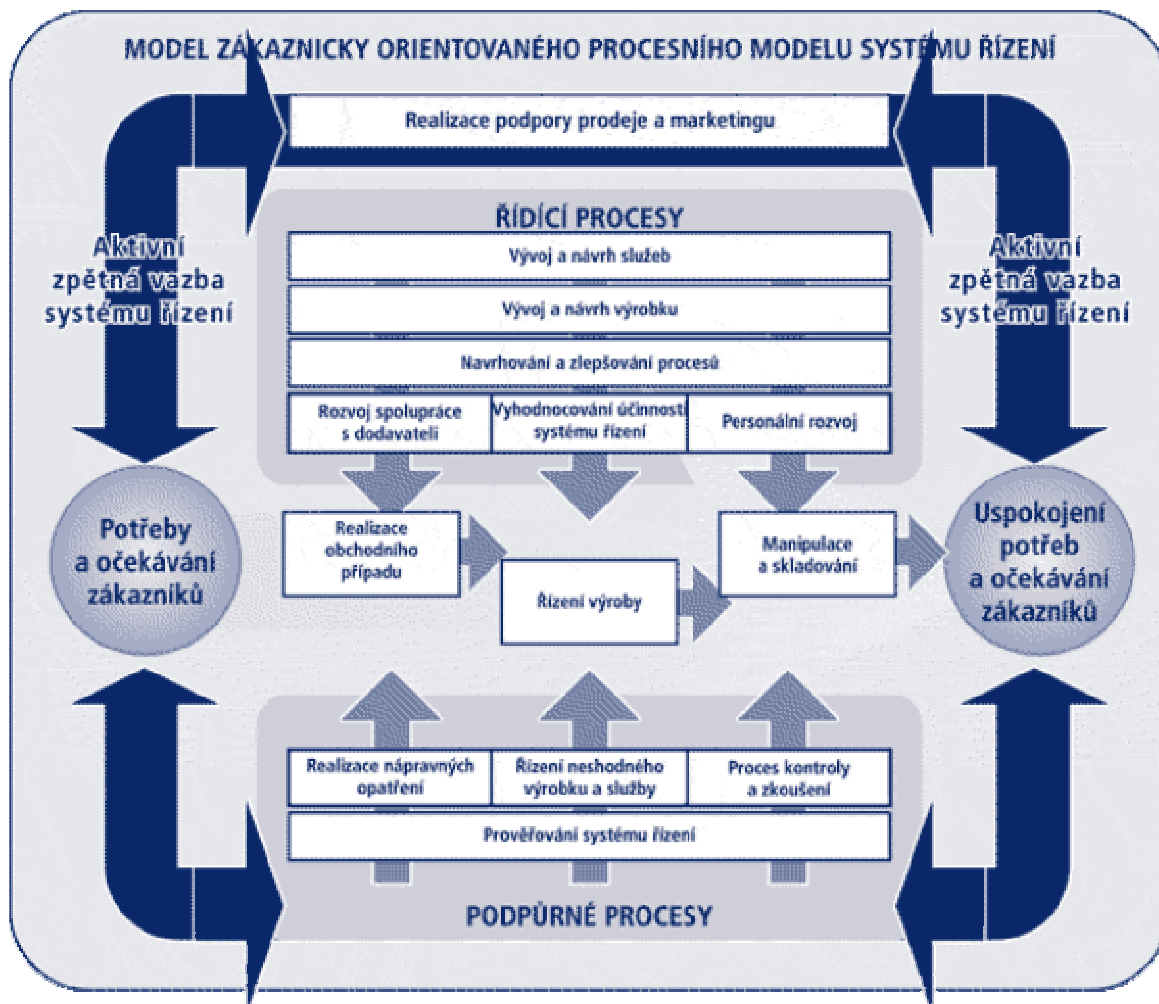 MODEL ZÁKAZNICKY ORIENTOVANÉHO PROCESNÍHO MODELU SYSTÉMU ŘÍZENÍ
Realizace podpory prodeje a marketingu
ŘÍDÍCÍ PROCESY
Vývoj a návrh služeb
Vývoj a návrh výrobku
Navrhování a zlepšování procesů
Rozvoj spolupráce
s dodavateli
Vyhodnocování účinnosti
systému řízení
Personální rozvoj
Aktivní
zpětná vazba
systému řízení
Aktivní
zpětná vazba
systému řízení
Potřeby
a očekávání
zákazníků
Realizace
obchodního
případu
Řízení výroby
Manipulace
a skladování
Uspokojení
potřeb
a očekávání
zákazníků
Realizace nápravných
opatření
Řízení neshodného
výrobku a služby
Proces kontroly
a zkoušení
Prověřování systému řízení
PODPŮRNÉ PROCESY